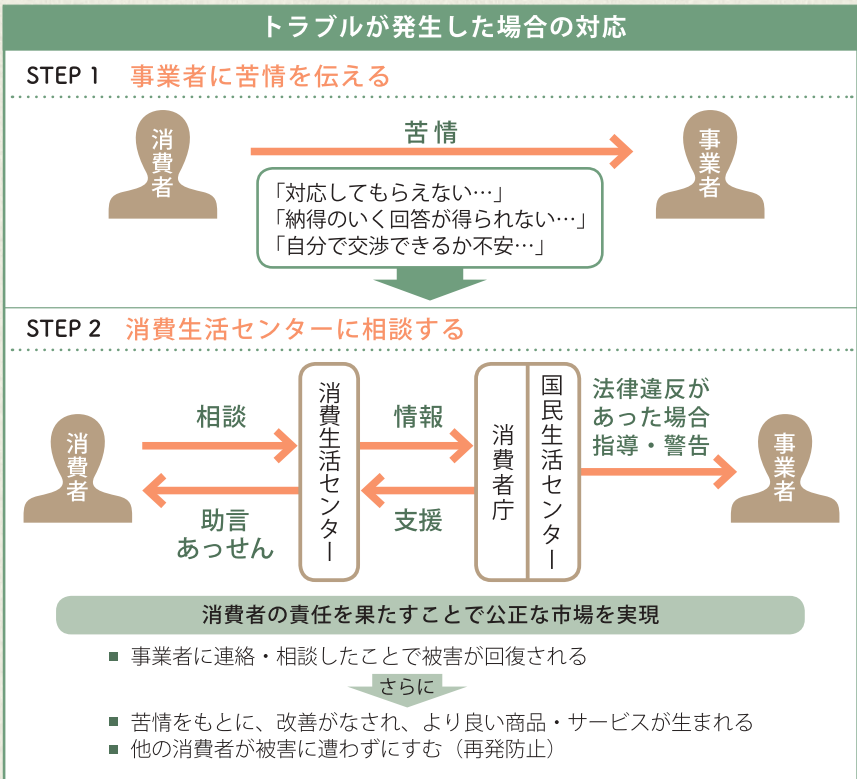 トラブルが発生した場合の対応
STEP 1 事業者に苦情を伝える
消費者
苦情
事業者
「対応してもらえない…」
「納得のいく回答が得られない…」
「自分で交渉できるか不安…」
STEP 2 消費生活センターに相談する
消費者
相談
助言
あっせん
消費生活センター
情報
支援
消費者庁
国民生活センター
法律違反が
あった場合
指導・警告
事業者
消費者の責任を果たすことで公正な市場を実現
■ 事業者に連絡・相談したことで被害が回復される
さらに
■ 苦情をもとに、改善がなされ、より良い商品・サービスが生まれる
■ 他の消費者が被害に遭わずにすむ（再発防止）